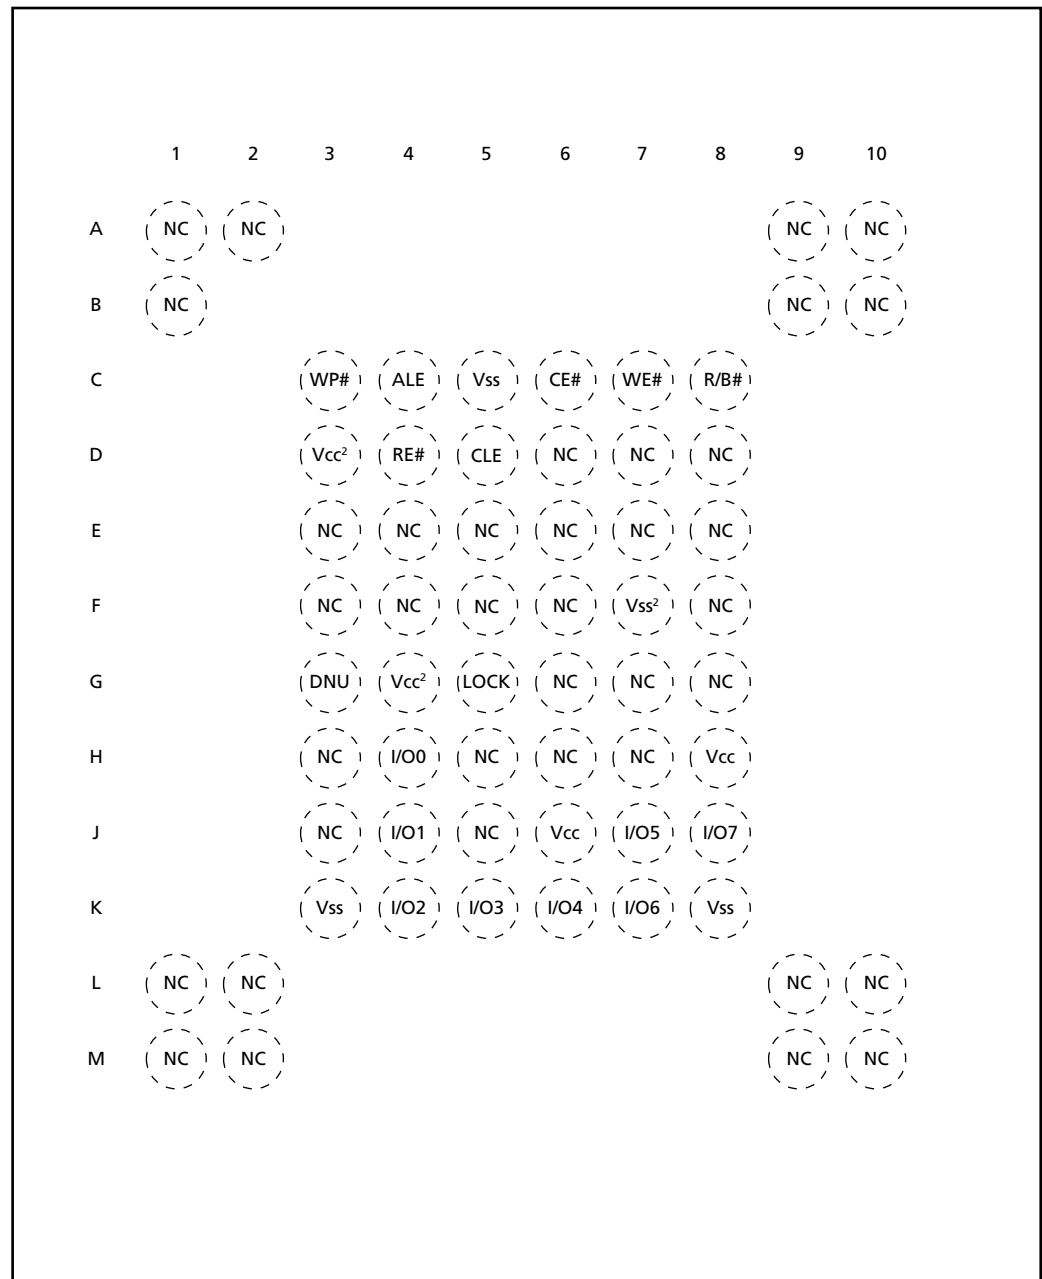 1 2 3 4 5 6 7 8 9 10
A NC NC NC NC
B NC NC NC
C WP# ALE Vss CE# WE# R/B#
D Vcc² RE# CLE NC NC NC
E NC NC NC NC NC NC
F NC NC NC NC Vss² NC
G DNU Vcc² LOCK NC NC NC
H NC I/O0 NC NC NC Vcc
J NC I/O1 NC Vcc I/O5 I/O7
K Vss I/O2 I/O3 I/O4 I/O6 Vss
L NC NC NC NC
M NC NC NC NC